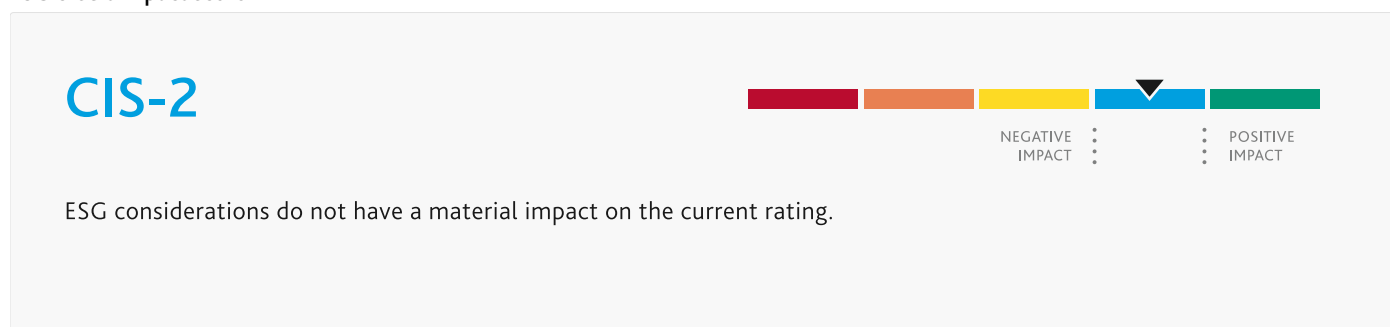 CIS-2
NEGATIVE
IMPACT
POSITIVE
IMPACT
ESG considerations do not have a material impact on the current rating.